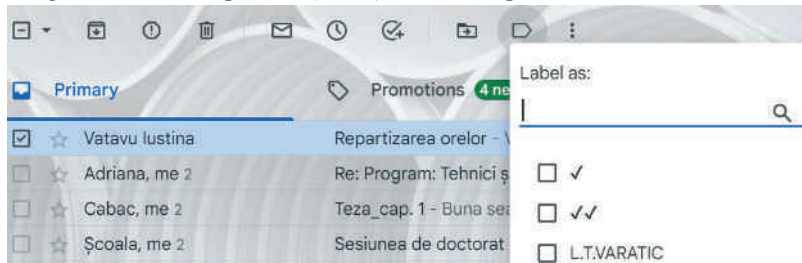 Label as:
Primary
Promotions 4 ne
Vatavu Iustina Repartizarea orelor -
Adriana, me 2 Re: Program: Tehnici ș
Cabac, me 2 Teza_cap. 1 - Buna sea
Școala, me 2 Sesiunea de doctorat
✓
✓✓
L.T.VARATIC